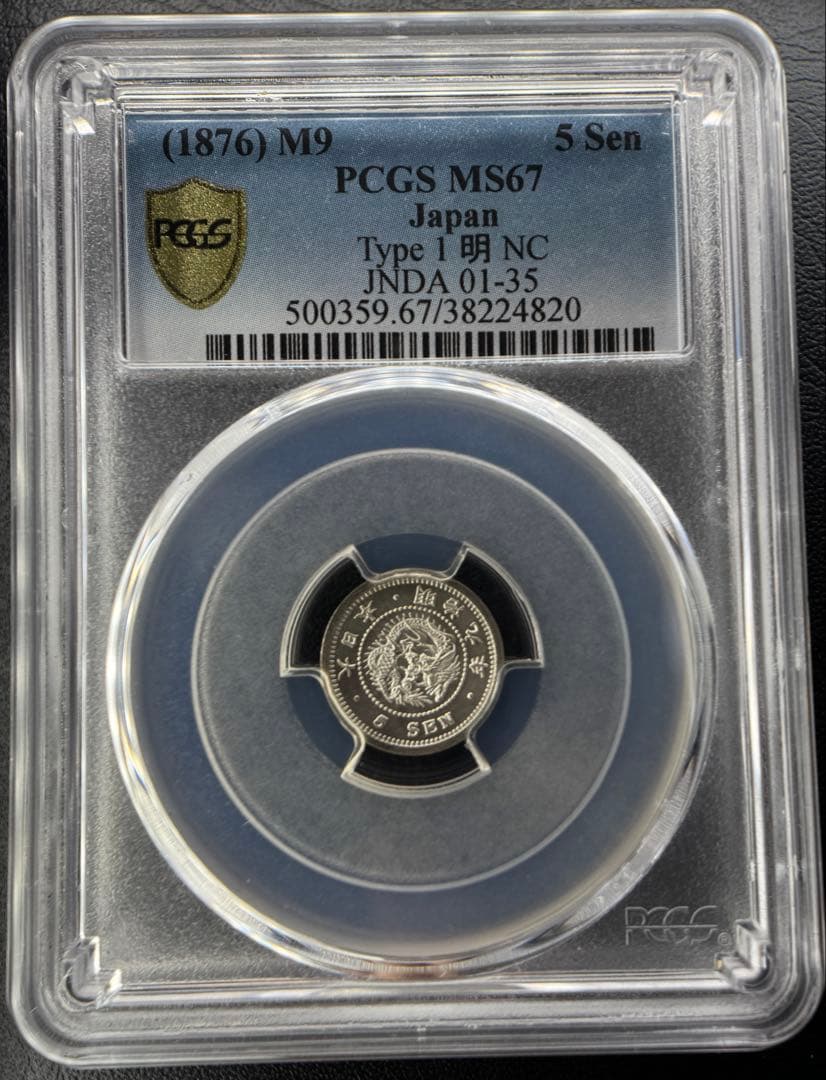 (1876) M9 5 Sen
PCGS MS67
PCGS
Japan
Type 1 明 NC
JNDA 01-35
500359.67/38224820
大日本・明治九年・
5 SEN
PCGS